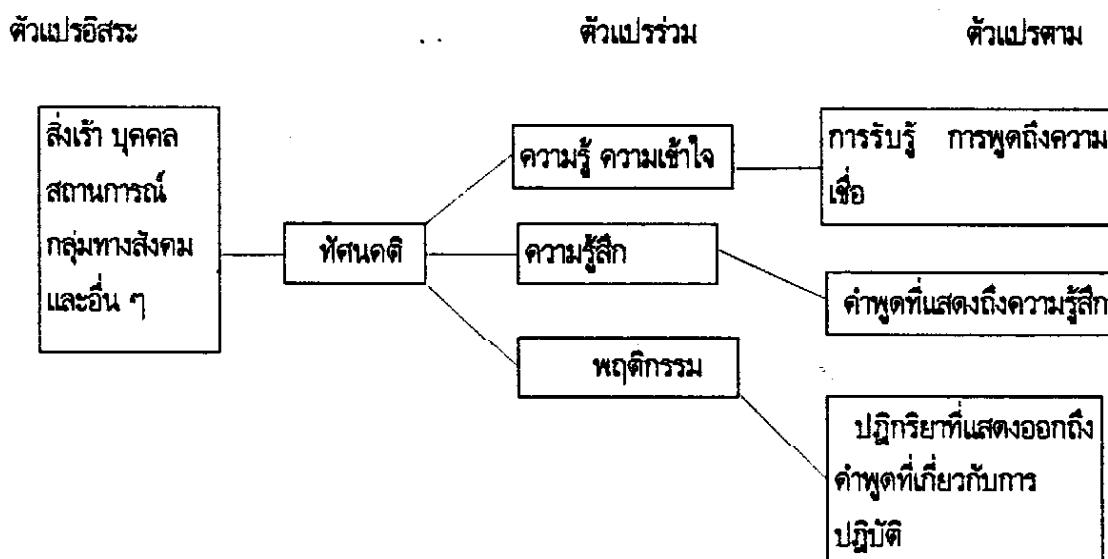 ตัวแปรอิสระ ตัวแปรร่วม ตัวแปรตาม
สิ่งเร้า บุคคล
สถานการณ์
กลุ่มทางสังคม
และอื่น ๆ
ทัศนคติ
ความรู้ ความเข้าใจ
ความรู้สึก
พฤติกรรม
การรับรู้ การพูดถึงความ
เชื่อ
คำพูดที่แสดงถึงความรู้สึก
ปฏิกริยาที่แสดงออกถึง
คำพูดที่เกี่ยวกับการ
ปฏิบัติ